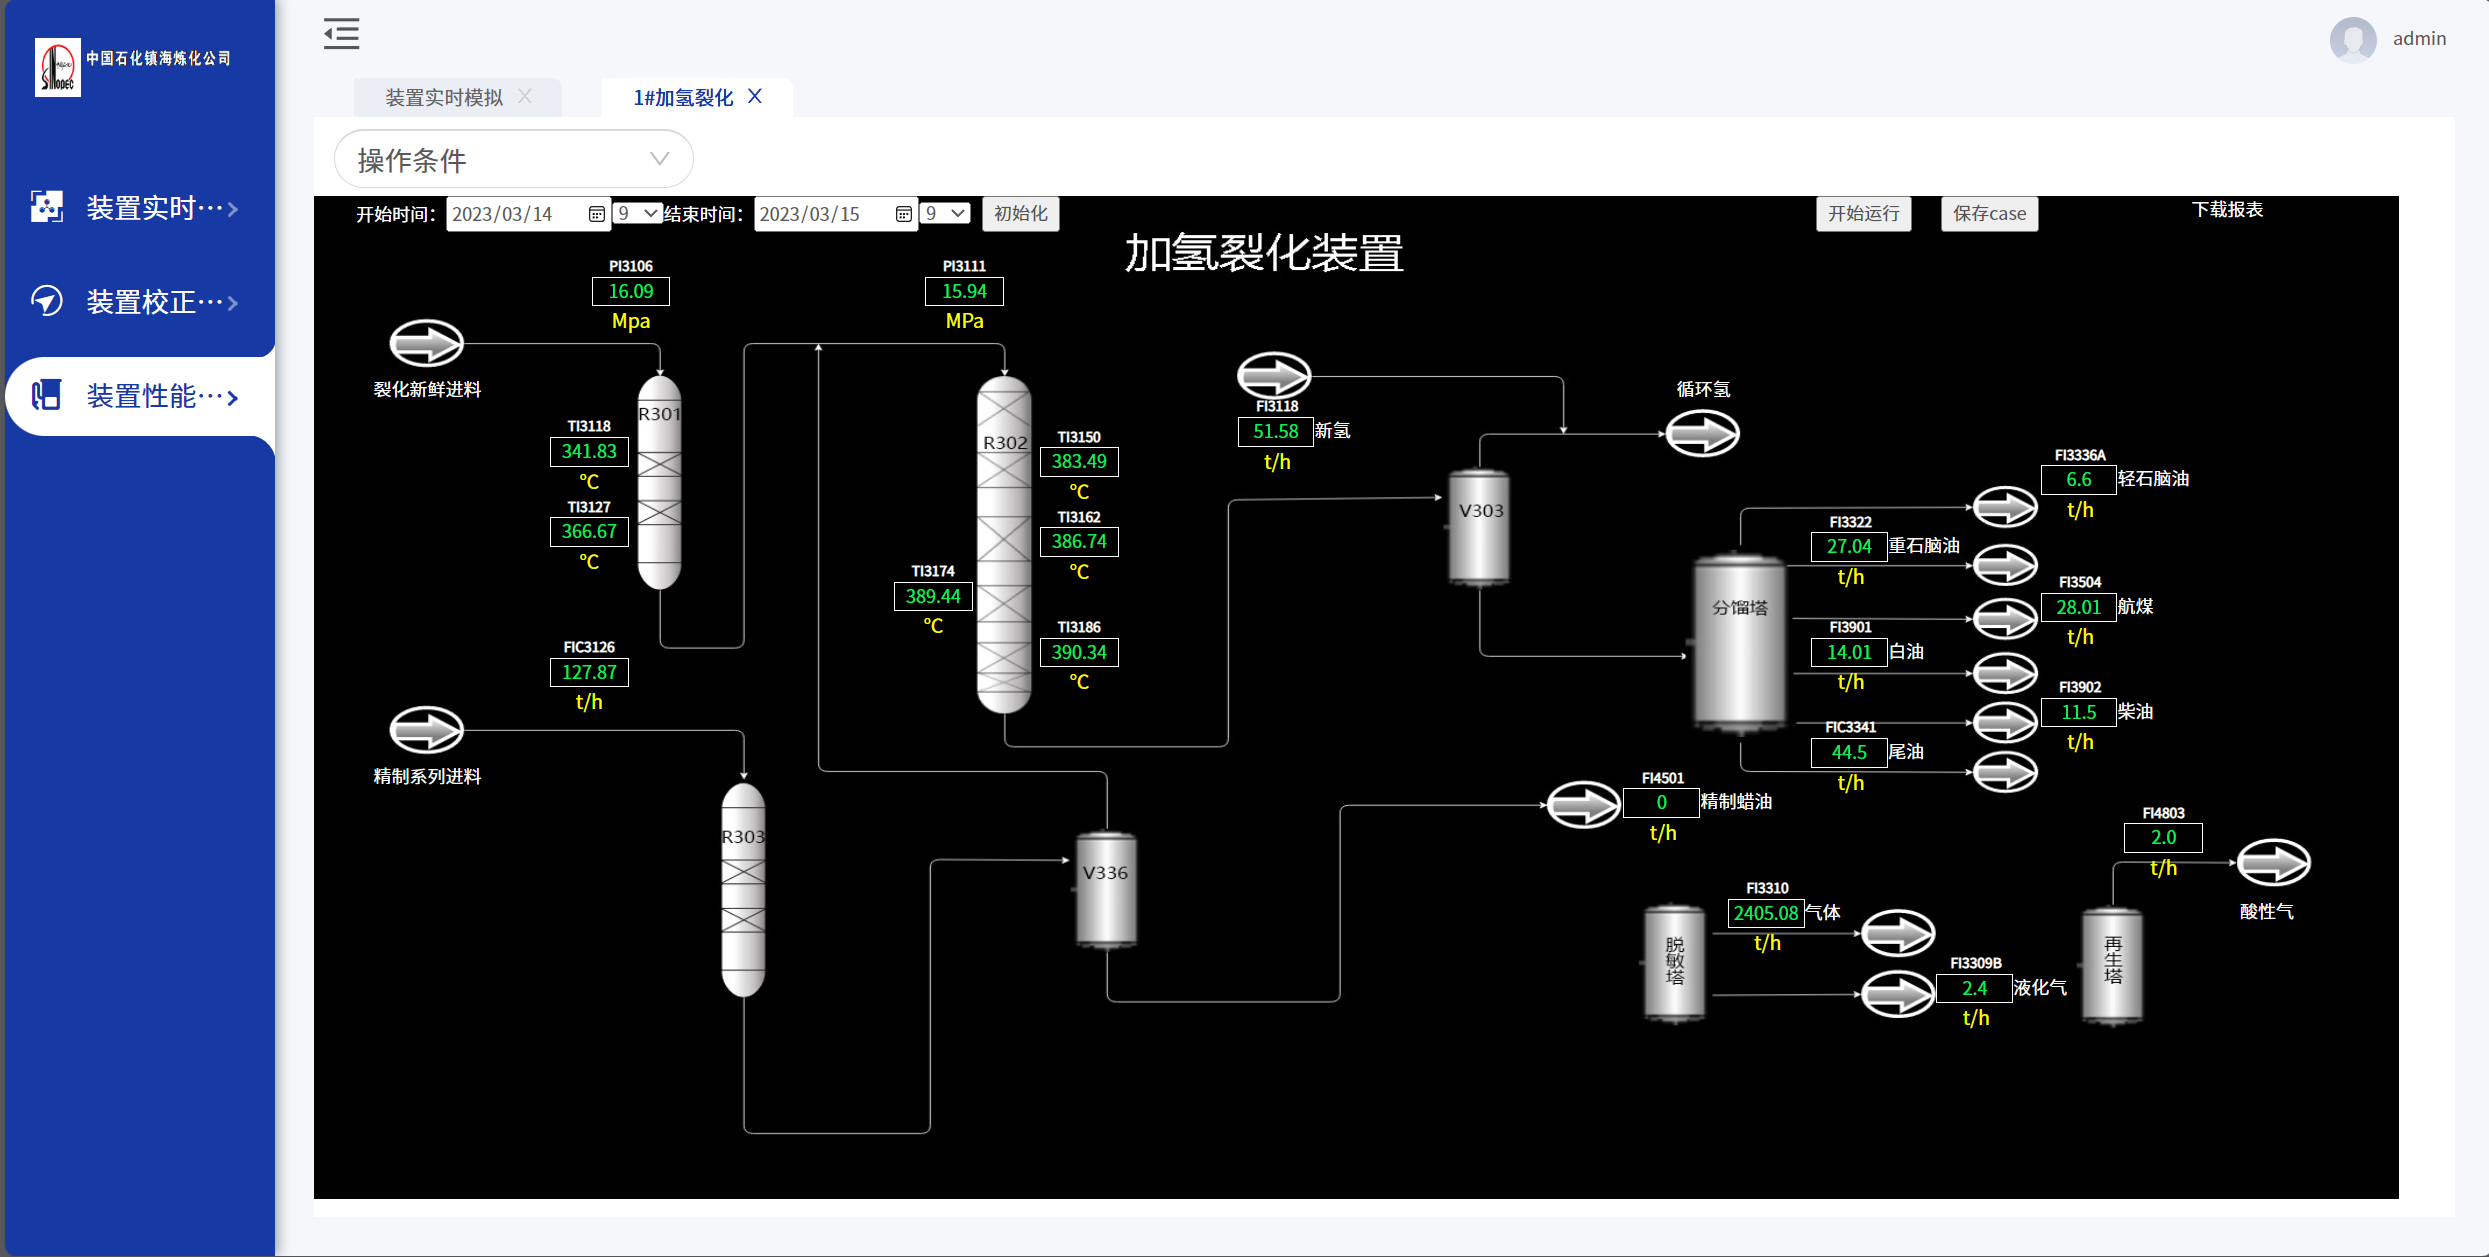 中国石化镇海炼化公司
SINOPEC
admin
装置实时模拟 X
1#加氢裂化 X
操作条件
装置实时···
装置校正···
装置性能···
开始时间: 2023/03/14 9 结束时间: 2023/03/15 9 初始化
开始运行 保存case 下载报表
加氢裂化装置
PI3106
16.09
Mpa
PI3111
15.94
MPa
裂化新鲜进料
R301
TI3118
341.83
℃
TI3127
366.67
℃
R302
TI3150
383.49
℃
TI3162
386.74
℃
TI3174
389.44
℃
TI3186
390.34
℃
FIC3126
127.87
t/h
精制系列进料
R303
V336
FI3118
51.58 新氢
t/h
循环氢
V303
分馏塔
FI3336A
6.6 轻石脑油
t/h
FI3322
27.04 重石脑油
t/h
FI3504
28.01 航煤
t/h
FI3901
14.01 白油
t/h
FI3902
11.5 柴油
t/h
FIC3341
44.5 尾油
t/h
FI4501
0 精制蜡油
t/h
FI4803
2.0
t/h
酸性气
FI3310
2405.08 气体
t/h
脱敏塔
FI3309B
2.4 液化气
t/h
再生塔